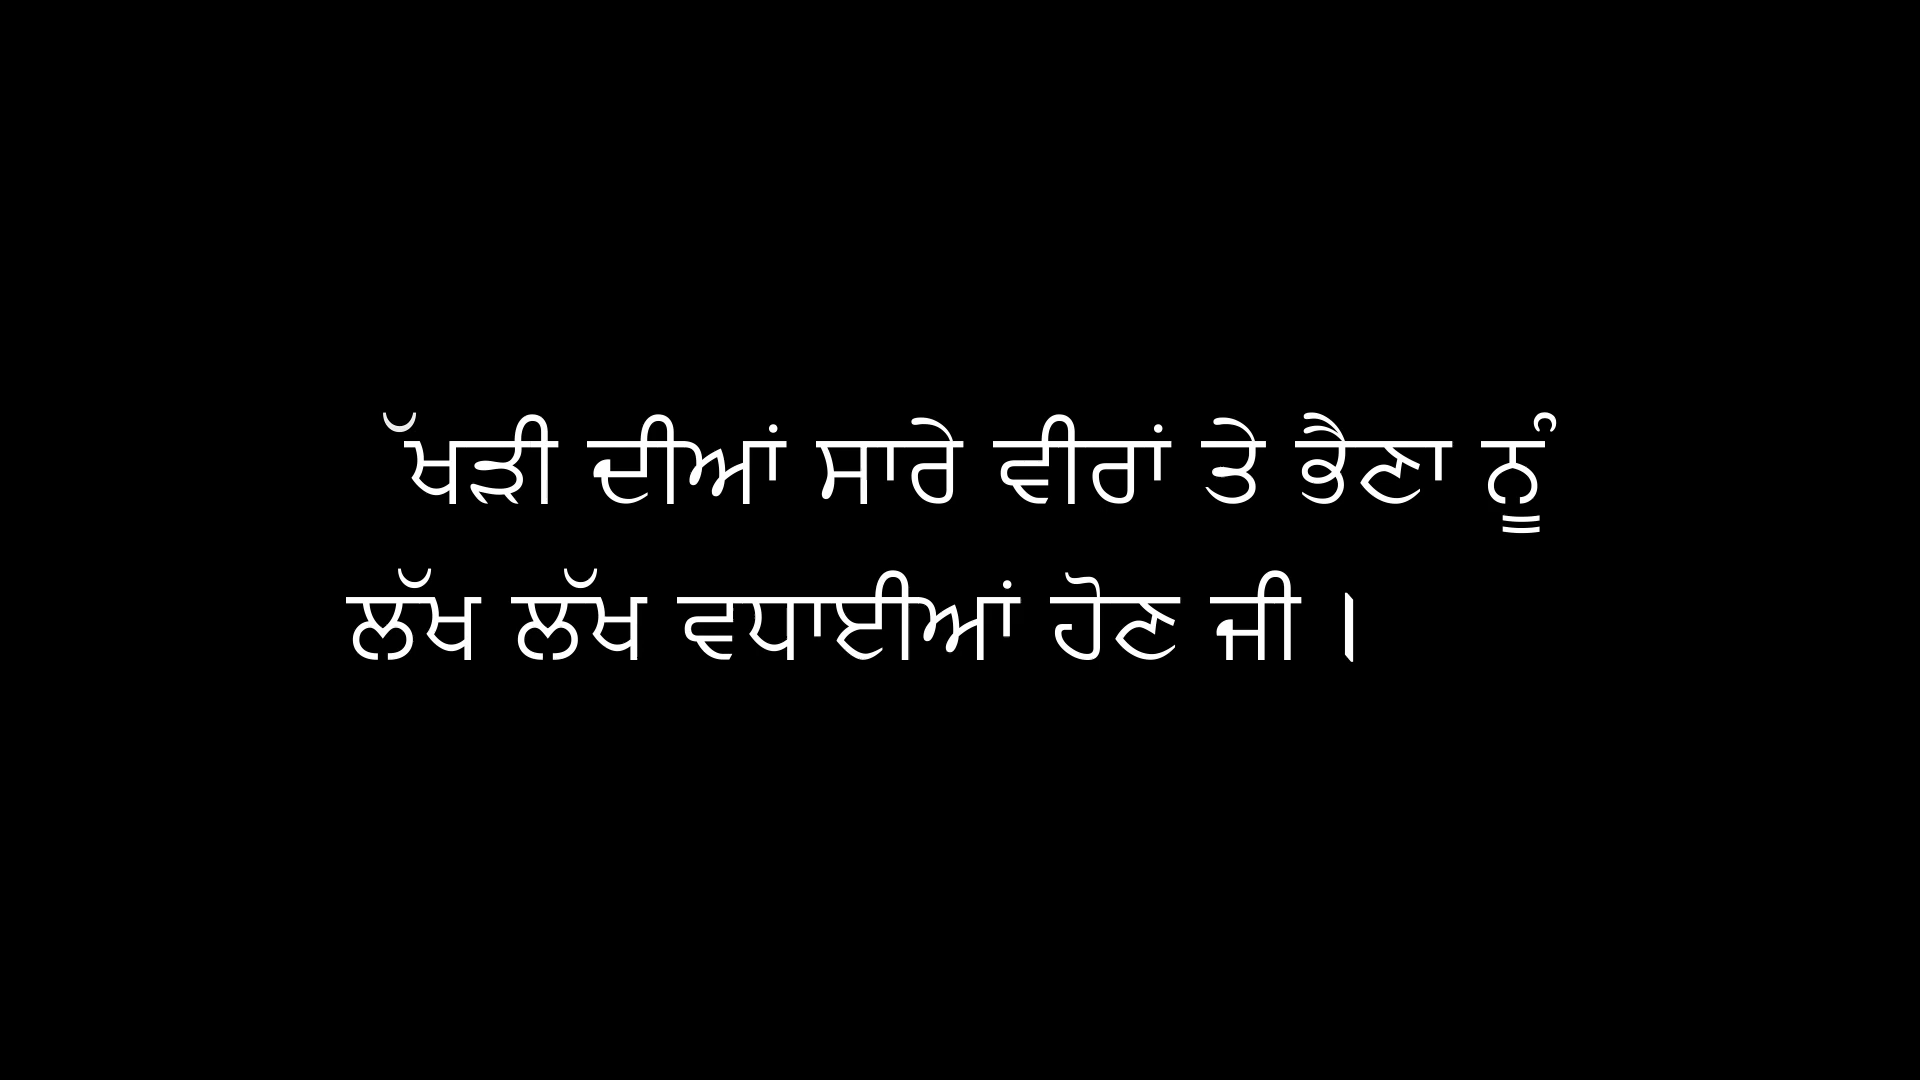 ੱਖੜੀ ਦੀਆਂ ਸਾਰੇ ਵੀਰਾਂ ਤੇ ਭੈਣਾ ਨੂੰ
ਲੱਖ ਲੱਖ ਵਧਾਈਆਂ ਹੋਣ ਜੀ ।